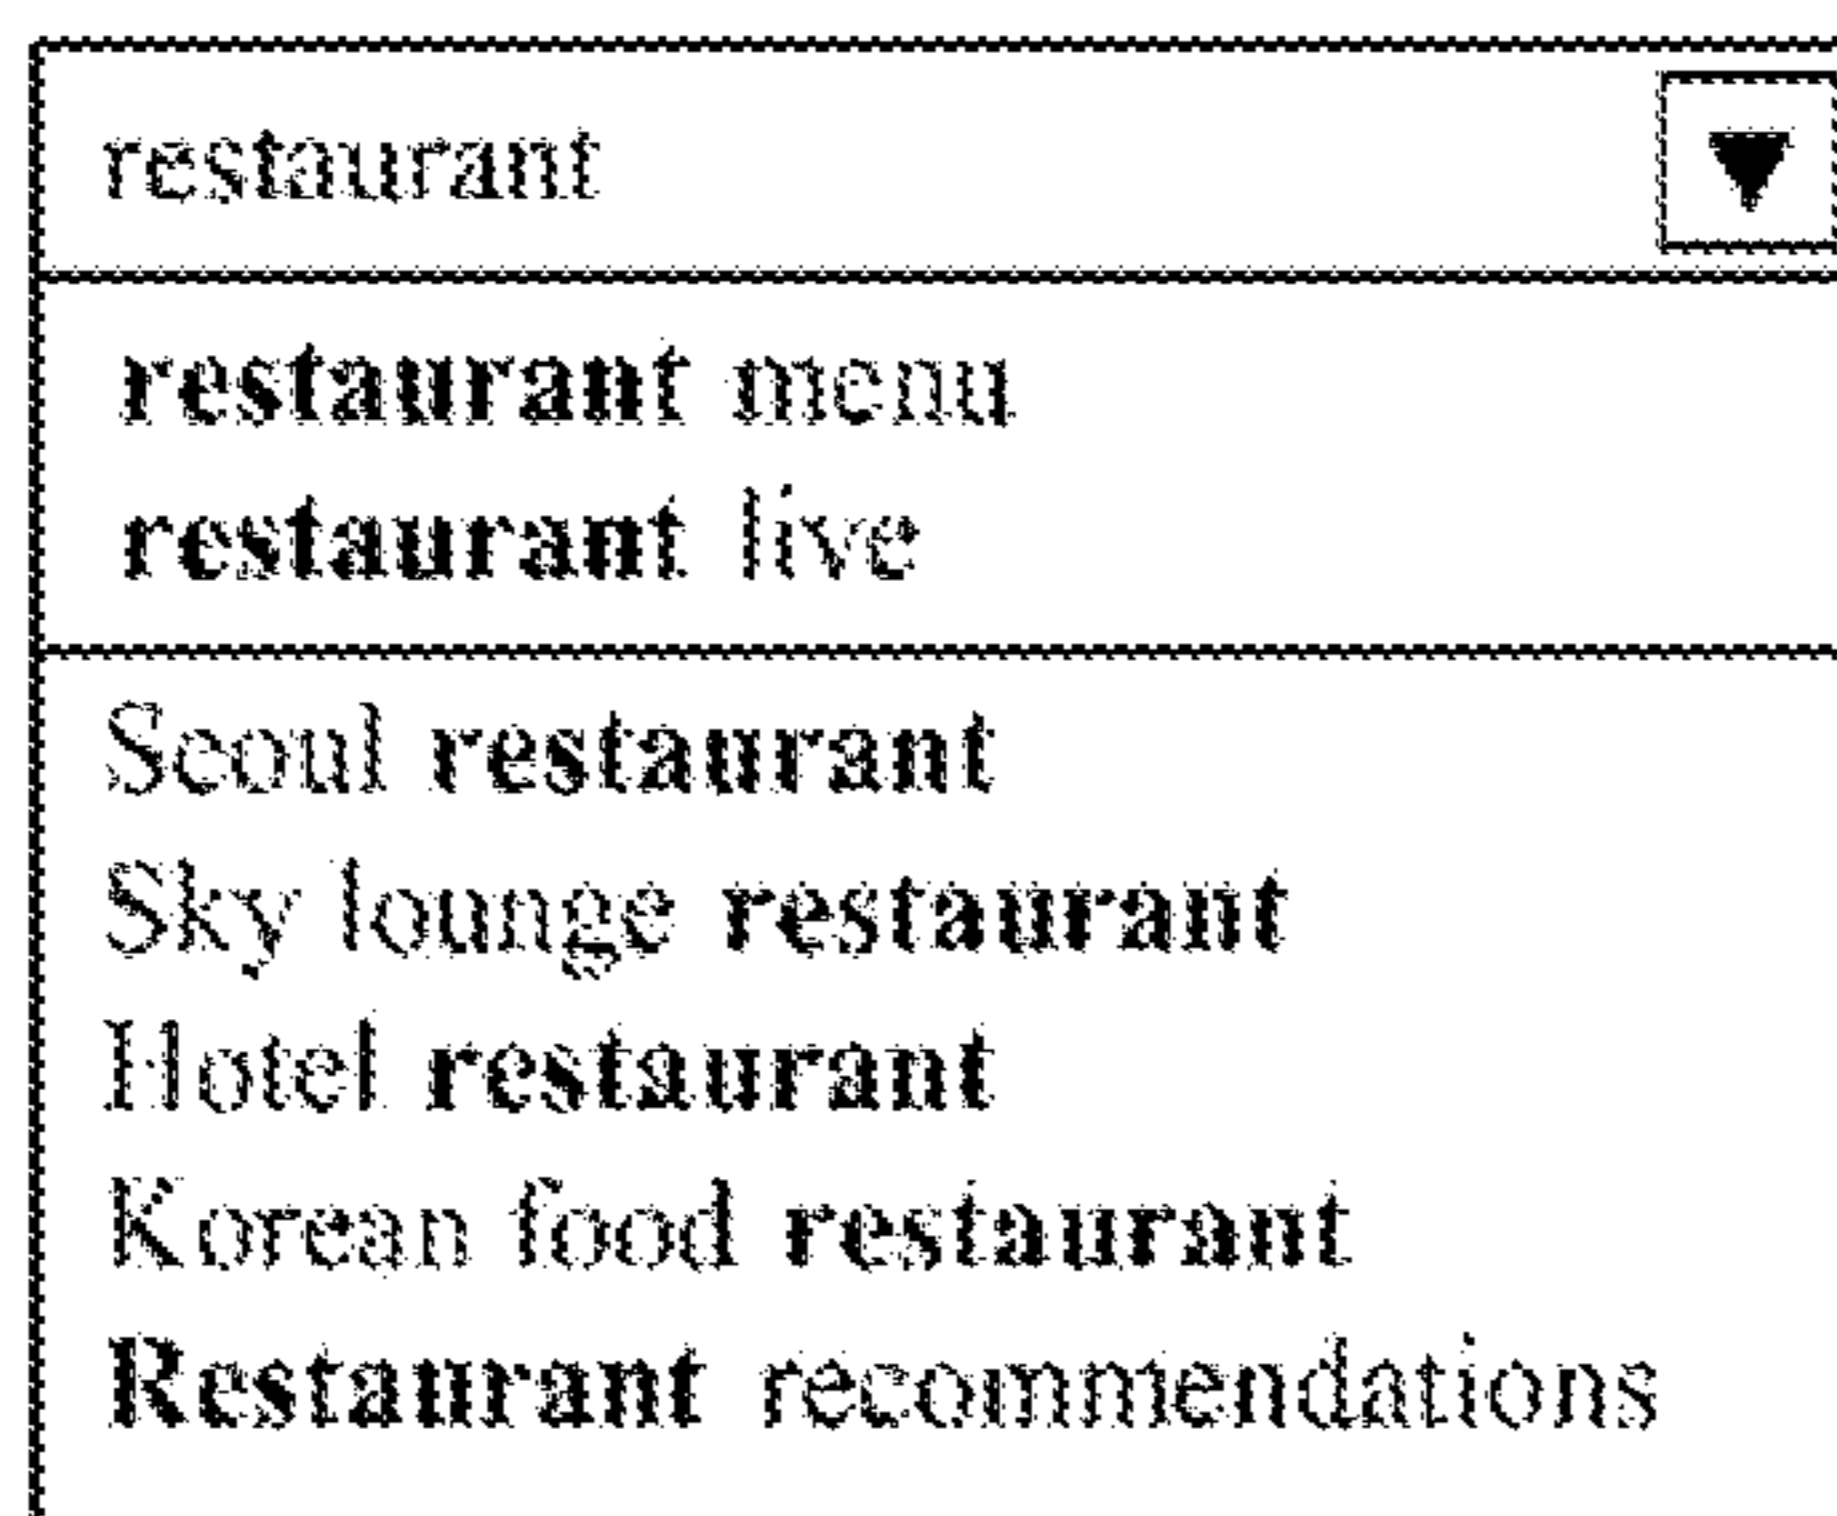 restaurant
restaurant menu
restaurant live
Seoul restaurant
Sky lounge restaurant
Hotel restaurant
Korean food restaurant
Restaurant recommendations